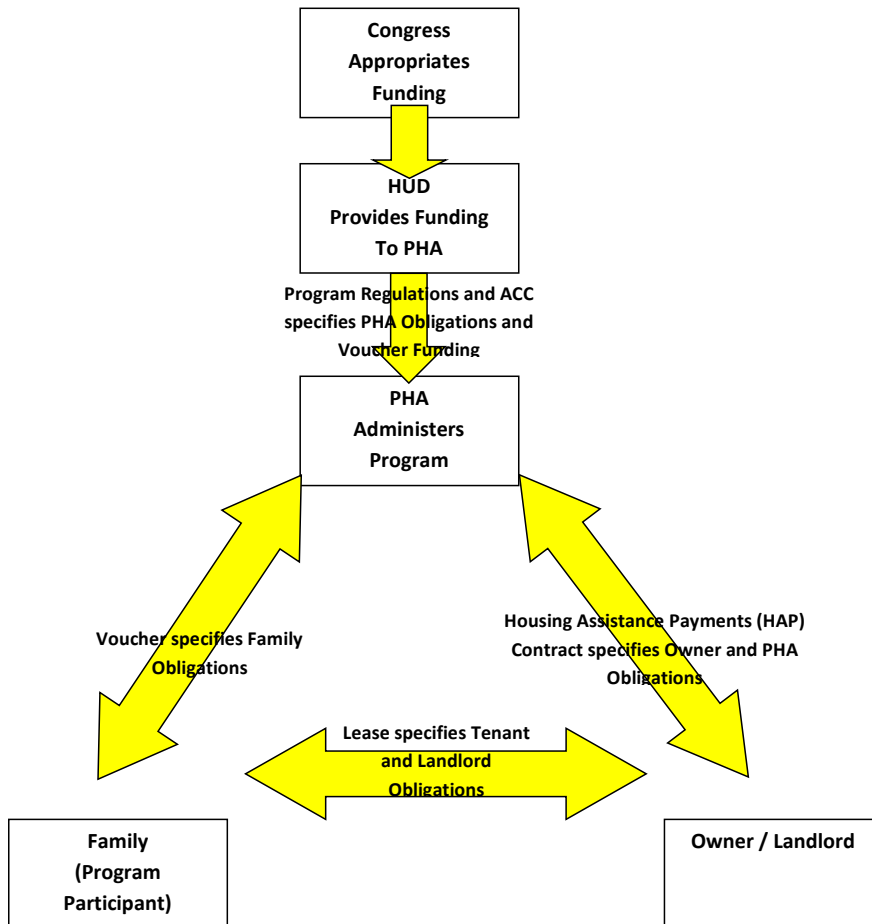 Congress
Appropriates
Funding
HUD
Provides Funding
To PHA
Program Regulations and ACC
specifies PHA Obligations and
Voucher Funding
PHA
Administers
Program
Voucher specifies Family
Obligations
Housing Assistance Payments (HAP)
Contract specifies Owner and PHA
Obligations
Lease specifies Tenant
and Landlord
Obligations
Family
(Program
Participant)
Owner / Landlord